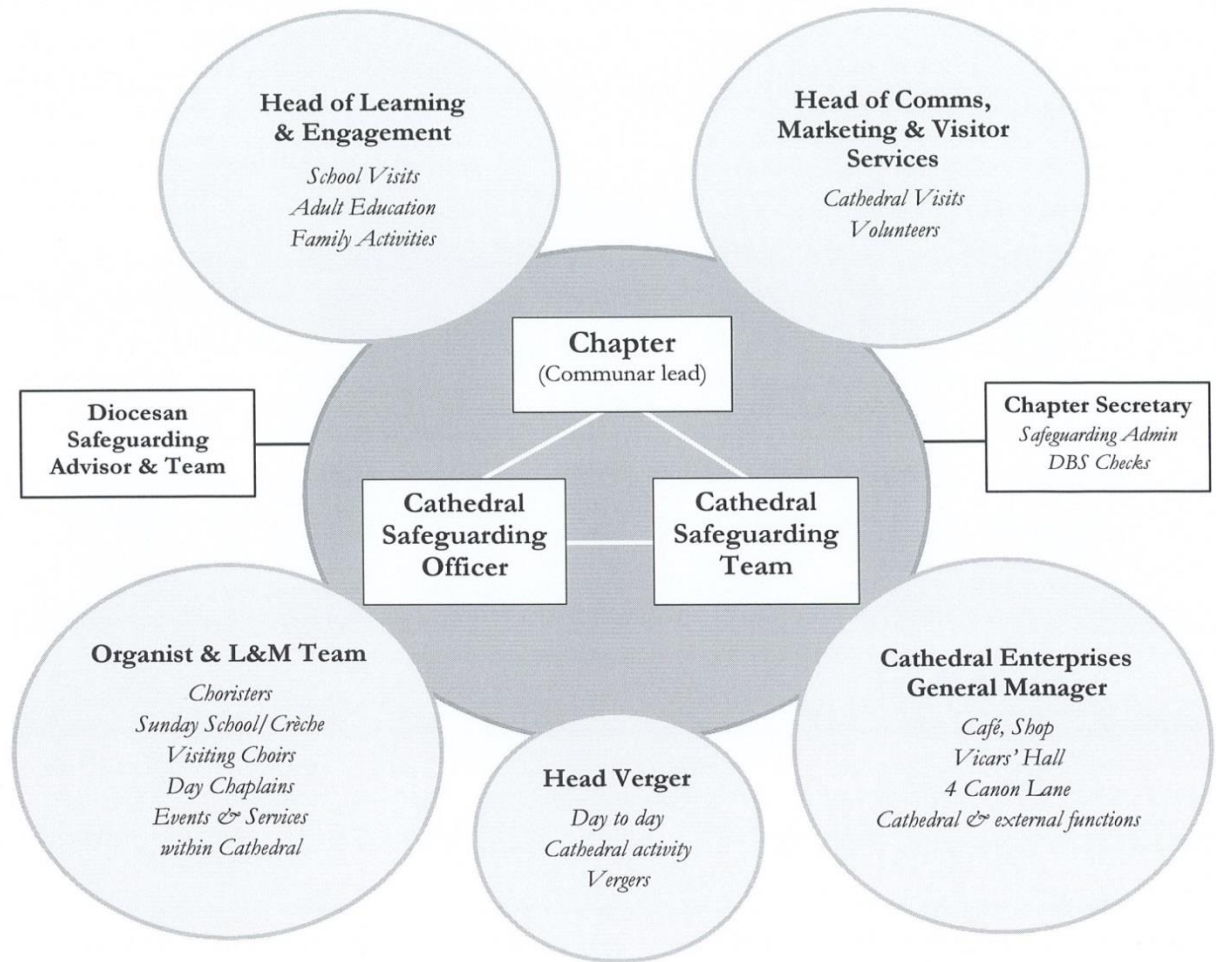 Head of Learning
& Engagement
School Visits
Adult Education
Family Activities
Head of Comms,
Marketing & Visitor
Services
Cathedral Visits
Volunteers
Chapter
(Communar lead)
Diocesan
Safeguarding
Advisor & Team
Chapter Secretary
Safeguarding Admin
DBS Checks
Cathedral
Safeguarding
Officer
Cathedral
Safeguarding
Team
Organist & L&M Team
Choristers
Sunday School/Crèche
Visiting Choirs
Day Chaplains
Events & Services
within Cathedral
Head Verger
Day to day
Cathedral activity
Vergers
Cathedral Enterprises
General Manager
Café, Shop
Vicars' Hall
4 Canon Lane
Cathedral & external functions